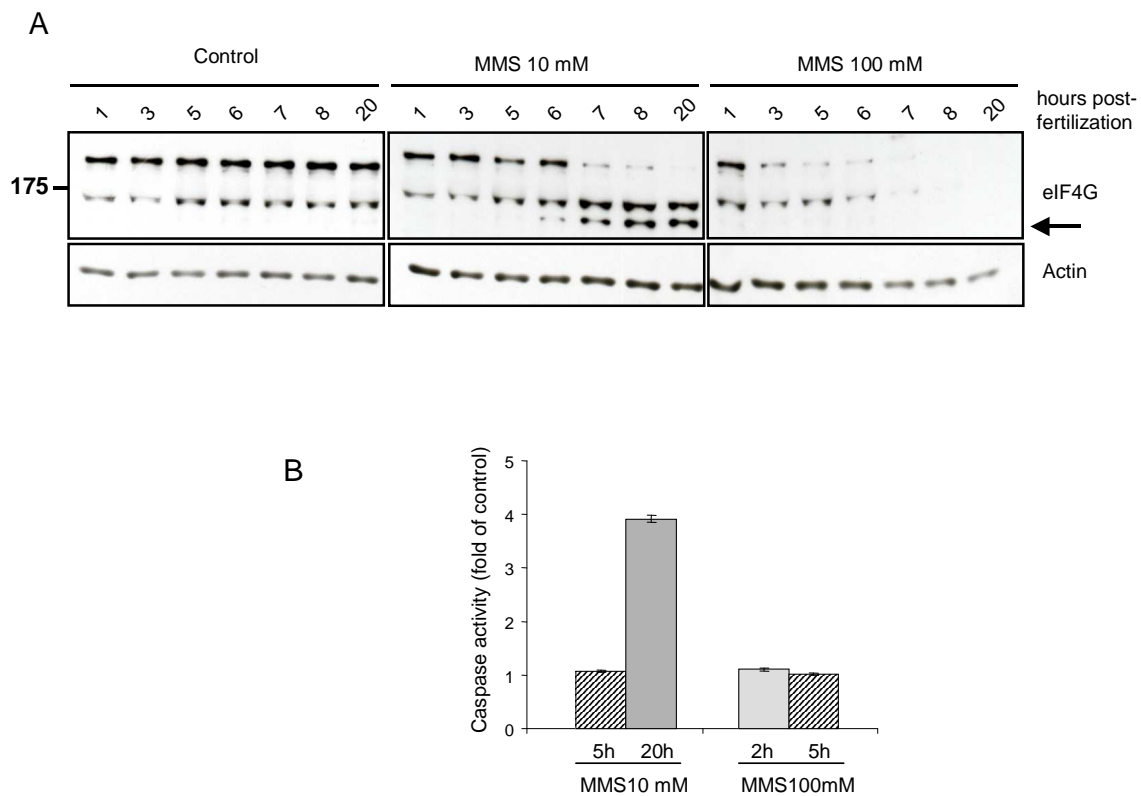 A
Control
MMS 10 mM
MMS 100 mM
1 3 5 6 7 8 20
1 3 5 6 7 8 20
1 3 5 6 7 8 20
hours post-
fertilization
175
eIF4G
Actin
B
Caspase activity (fold of control)
5
4
3
2
1
0
5h 20h
2h 5h
MMS10 mM
MMS100mM